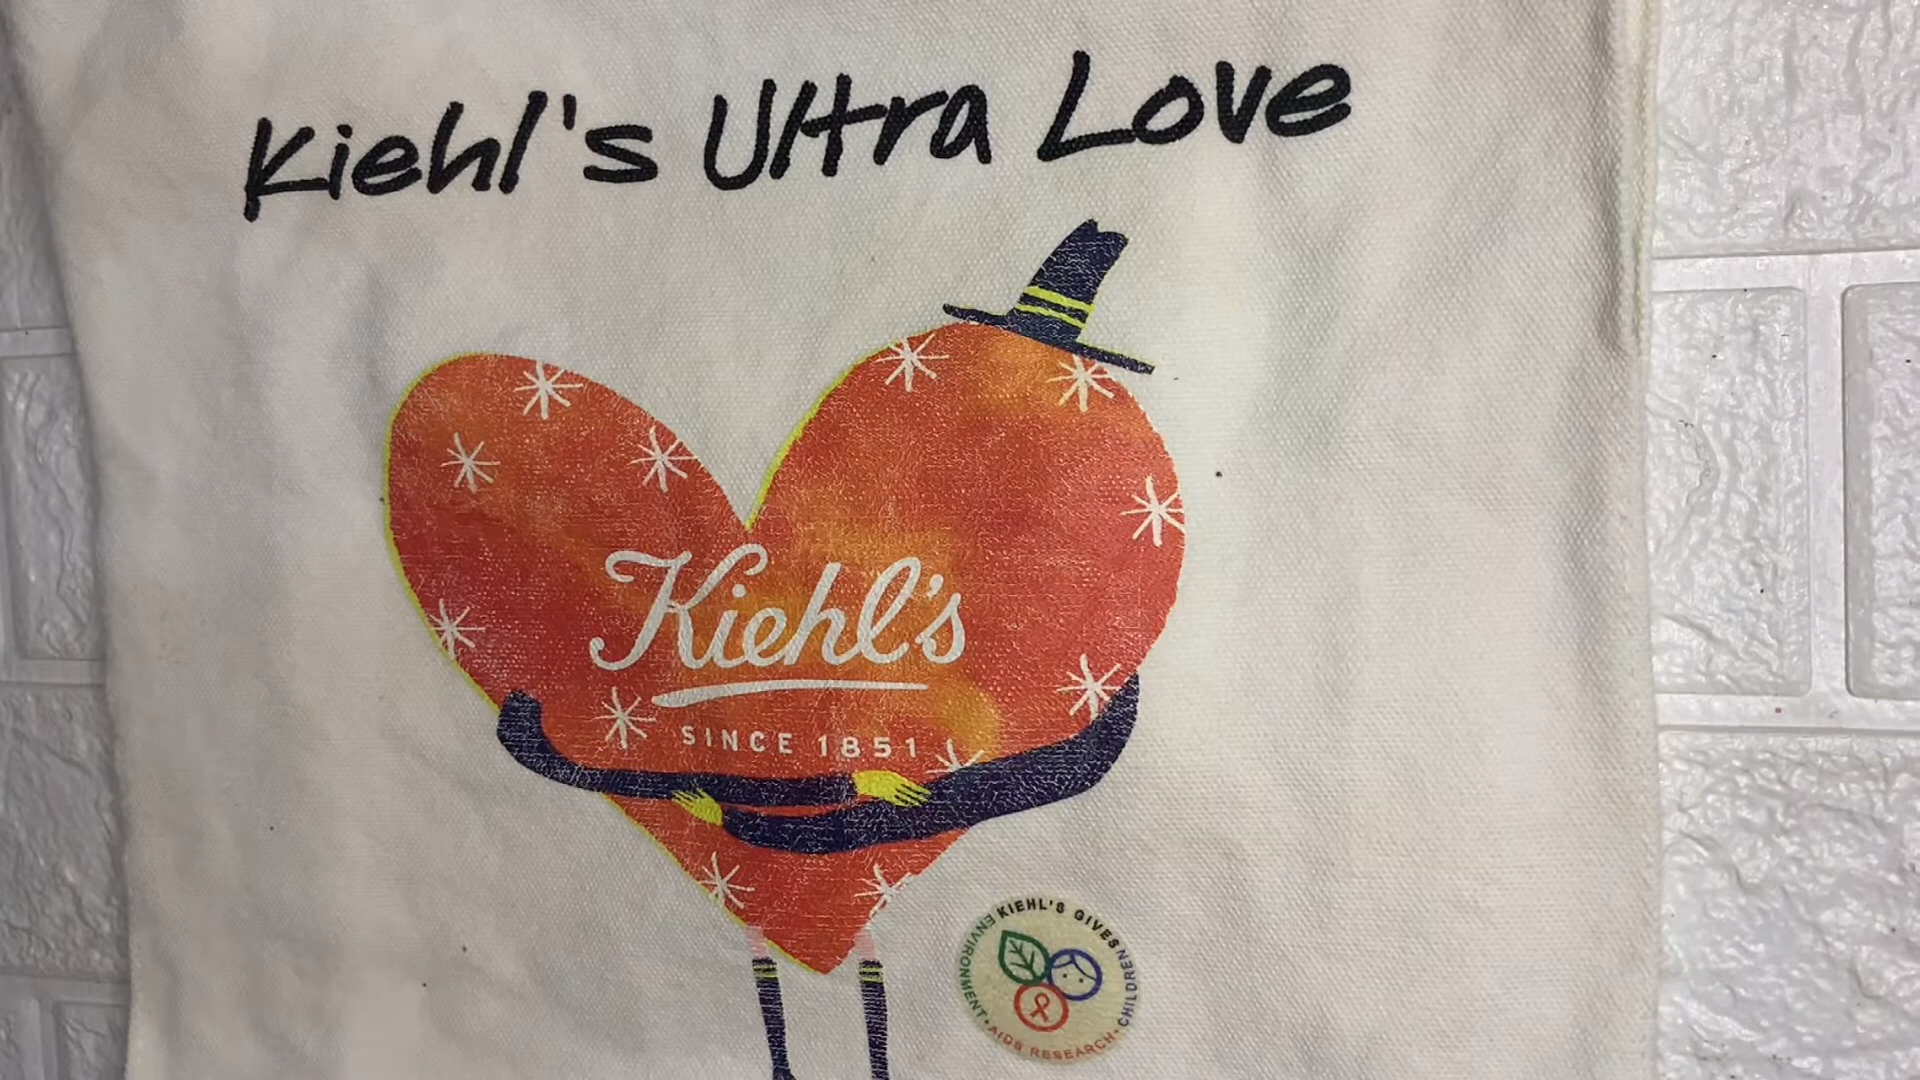 Kiehl's Ultra Love
Kiehl's
SINCE 1851
KIEHL'S GIVES
CHILDREN • AIDS RESEARCH • ENVIRONMENT